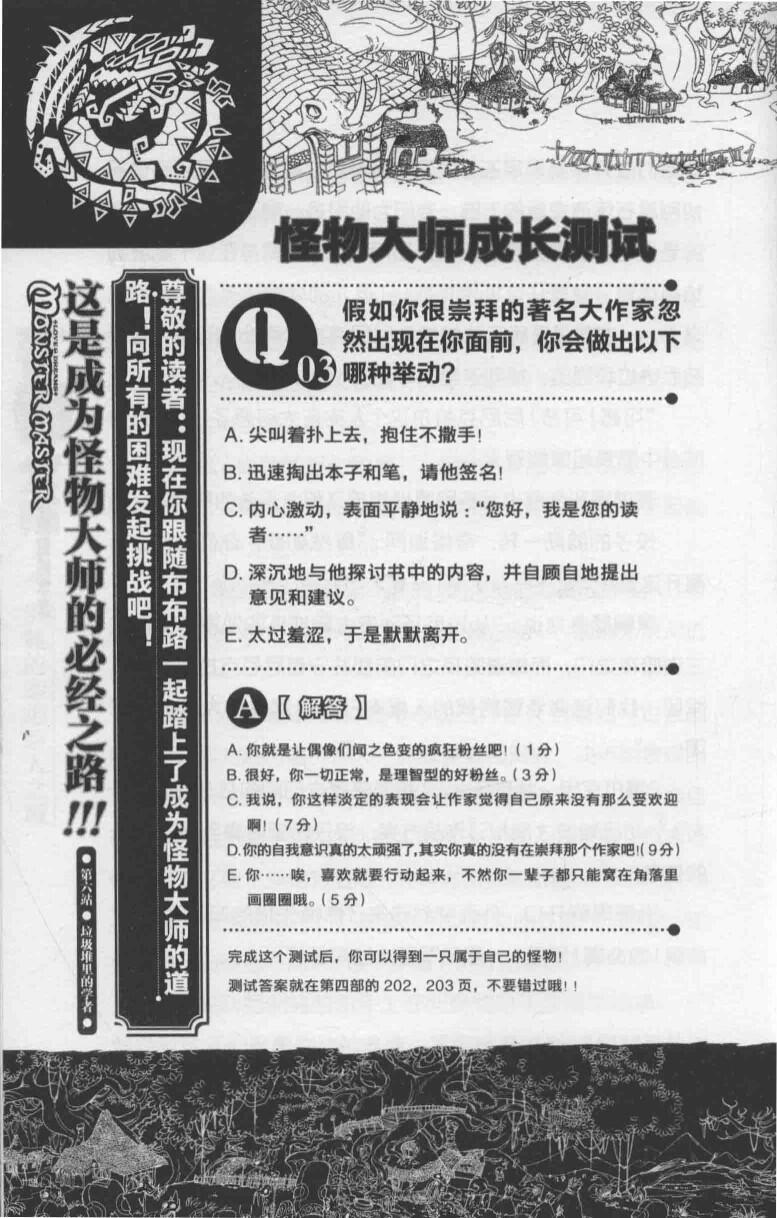 怪物大师成长测试
Q03
假如你很崇拜的著名大作家忽
然出现在你面前，你会做出以下
哪种举动？
A. 尖叫着扑上去，抱住不撒手！
B. 迅速掏出本子和笔，请他签名！
C. 内心激动，表面平静地说：“您好，我是您的读
者……”
D. 深沉地与他探讨书中的内容，并自顾自地提出
意见和建议。
E. 太过羞涩，于是默默离开。
A〖解答〗
A. 你就是让偶像们闻之色变的疯狂粉丝吧！（1分）
B. 很好，你一切正常，是理智型的好粉丝。（3分）
C. 我说，你这样淡定的表现会让作家觉得自己原来没有那么受欢迎
啊！（7分）
D. 你的自我意识真的太顽强了，其实你真的没有在崇拜那个作家吧！（9分）
E. 你……唉，喜欢就要行动起来，不然你一辈子都只能窝在角落里
画圈圈哦。（5分）
完成这个测试后，你可以得到一只属于自己的怪物！
测试答案就在第四部的202，203页，不要错过哦！！
尊敬的读者：现在你跟随布布路一起踏上了成为怪物大师的道
路！向所有的困难发起挑战吧！
这是成为怪物大师的必经之路!!!
MONSTER MASTER
●第六站●垃圾堆里的学者●